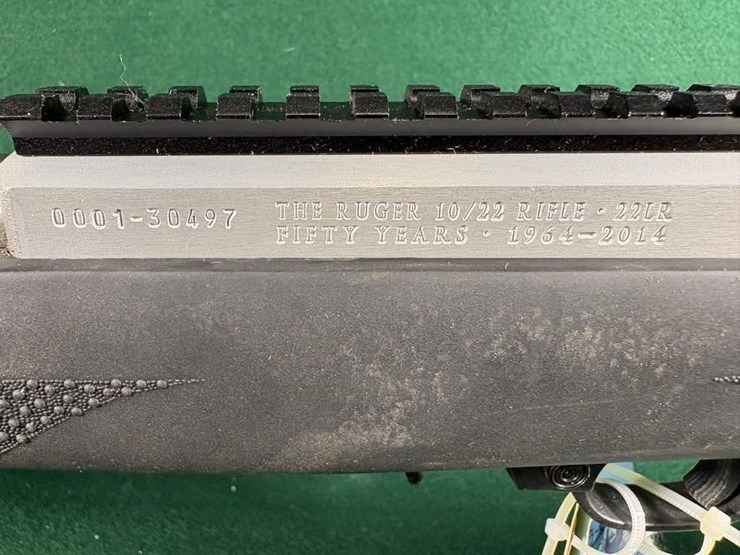 0001-30497
THE RUGER 10/22 RIFLE · 22LR
FIFTY YEARS · 1964-2014